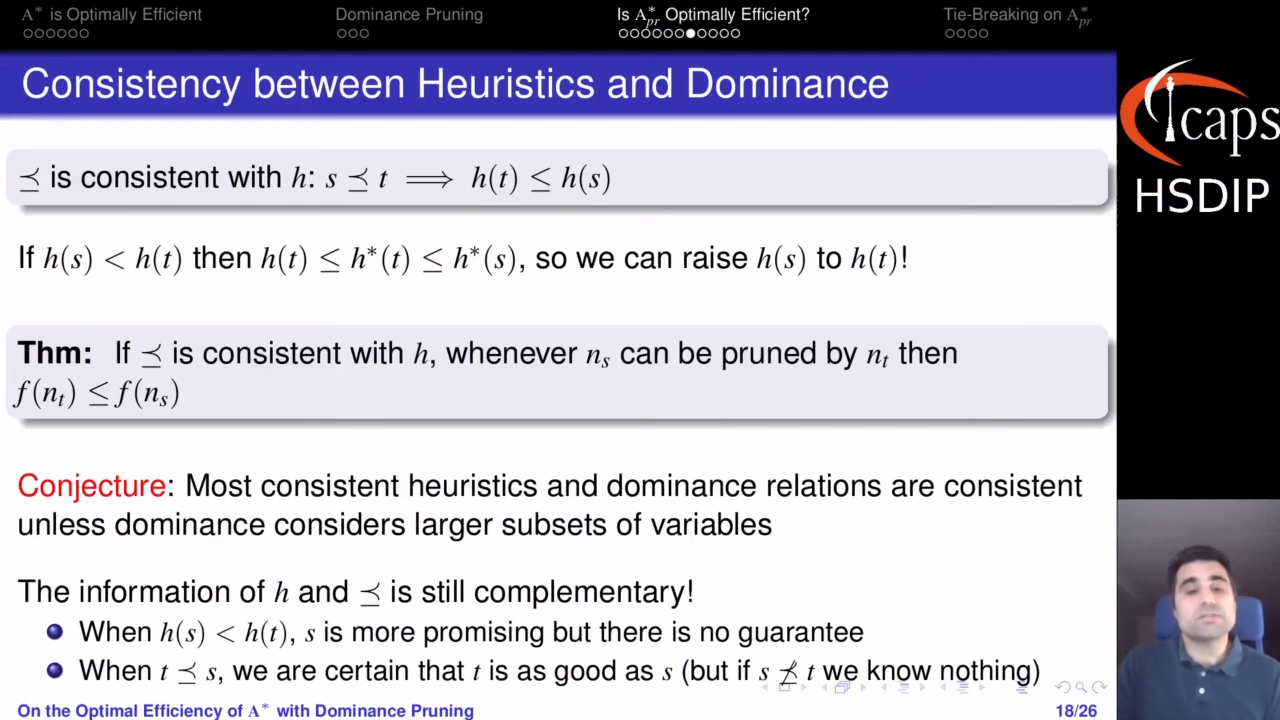 A* is Optimally Efficient
Dominance Pruning
Is A*pr Optimally Efficient?
Tie-Breaking on A*pr
Consistency between Heuristics and Dominance
⪯ is consistent with h: s ⪯ t ⟹ h(t) ≤ h(s)
If h(s) < h(t) then h(t) ≤ h*(t) ≤ h*(s), so we can raise h(s) to h(t)!
Thm: If ⪯ is consistent with h, whenever nₛ can be pruned by nₜ then
f(nₜ) ≤ f(nₛ)
Conjecture: Most consistent heuristics and dominance relations are consistent
unless dominance considers larger subsets of variables
The information of h and ⪯ is still complementary!
When h(s) < h(t), s is more promising but there is no guarantee
When t ⪯ s, we are certain that t is as good as s (but if s ⪯̸ t we know nothing)
On the Optimal Efficiency of A* with Dominance Pruning
18/26
icaps
HSDIP